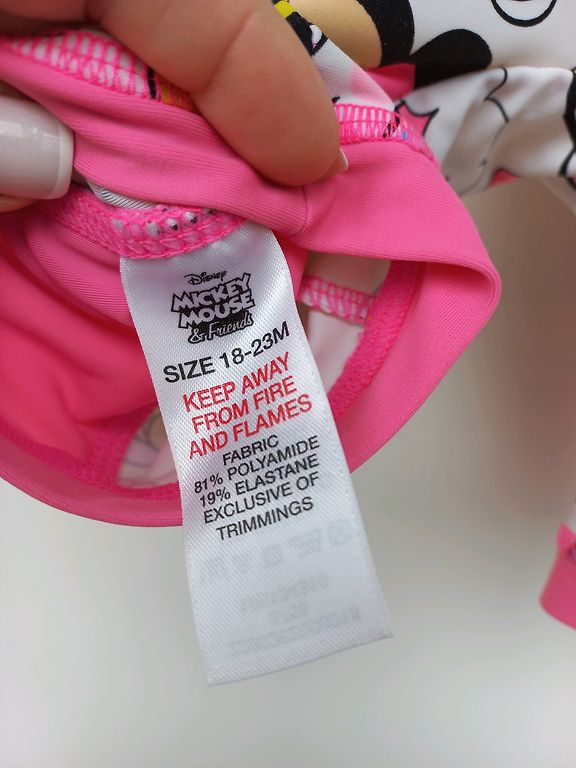 Disney
MICKEY
MOUSE
& Friends
SIZE 18-23M
KEEP AWAY
FROM FIRE
AND FLAMES
FABRIC
81% POLYAMIDE
19% ELASTANE
EXCLUSIVE OF
TRIMMINGS